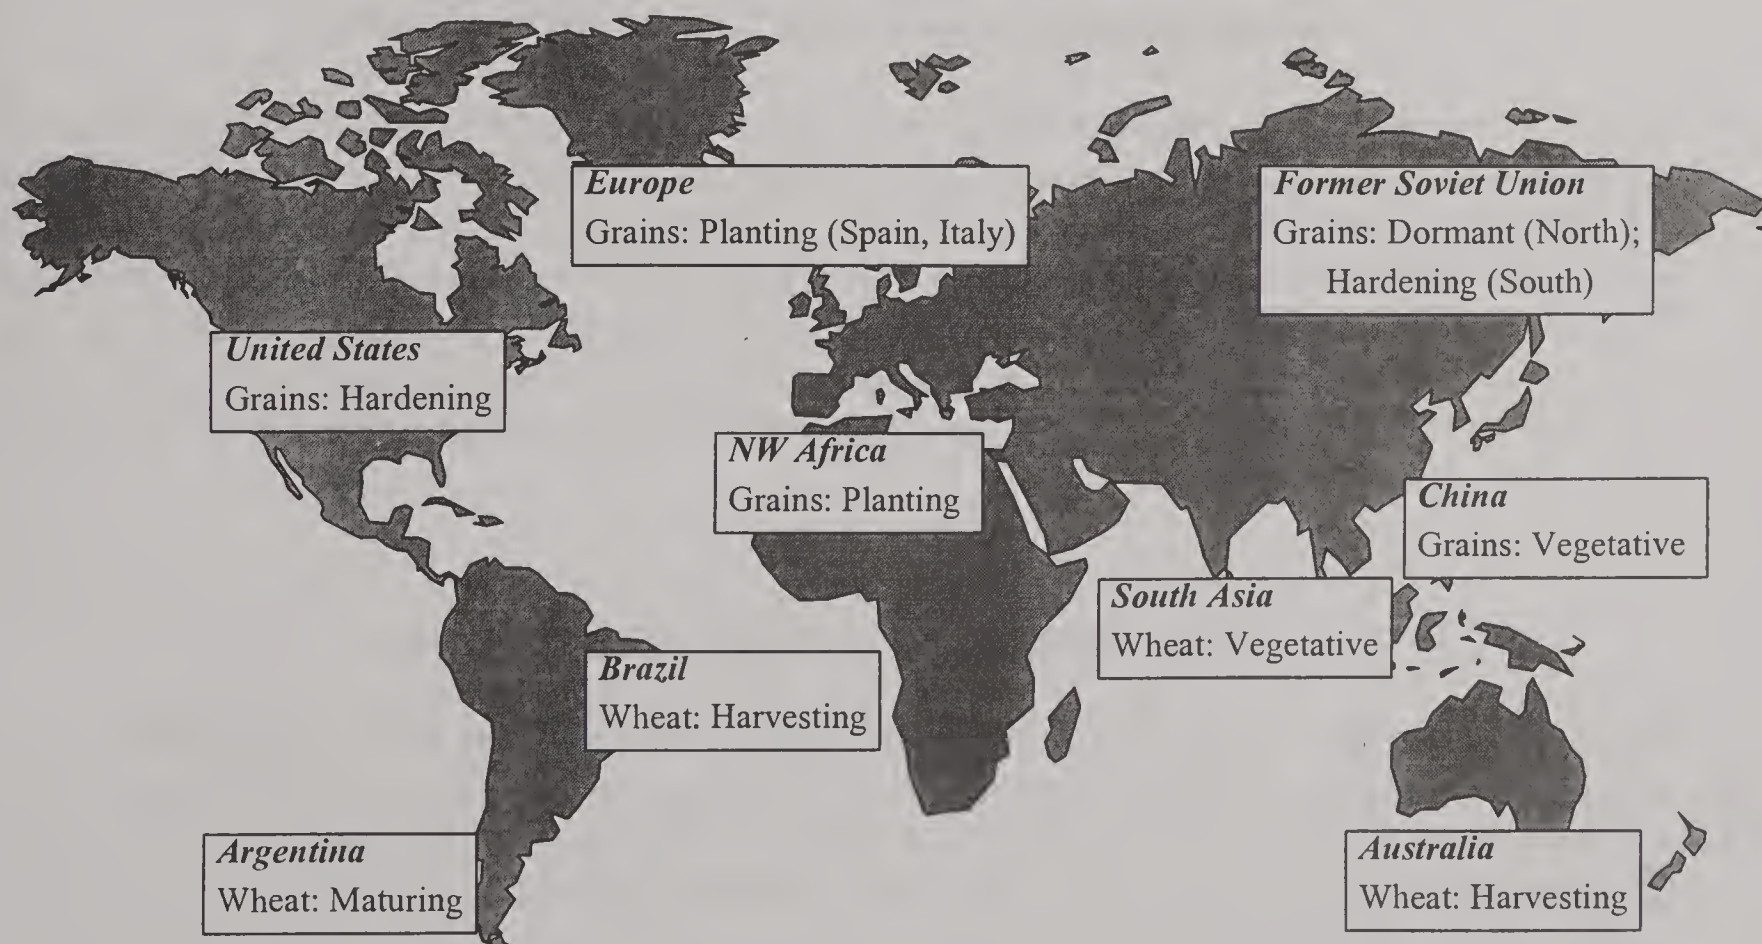 Europe
Grains: Planting (Spain, Italy)
Former Soviet Union
Grains: Dormant (North);
Hardening (South)
United States
Grains: Hardening
NW Africa
Grains: Planting
China
Grains: Vegetative
South Asia
Wheat: Vegetative
Brazil
Wheat: Harvesting
Argentina
Wheat: Maturing
Australia
Wheat: Harvesting